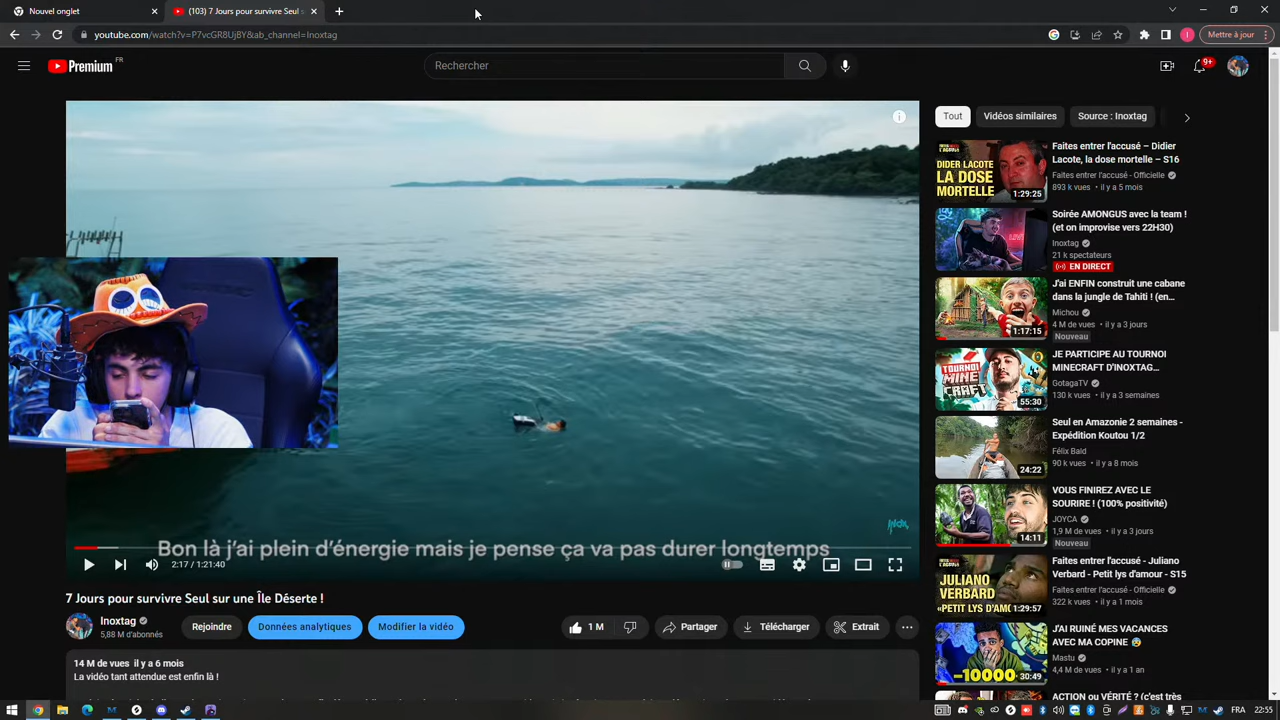 Nouvel onglet
(103) 7 Jours pour survivre Seul s
youtube.com/watch?v=P7vcGR8UjBY&ab_channel=Inoxtag
Mettre à jour
Premium
FR
Rechercher
9+
Tout
Vidéos similaires
Source : Inoxtag
DIDER LACOTE
LA DOSE
MORTELLE
1:29:25
Faites entrer l'accusé – Didier
Lacote, la dose mortelle – S16
Faites entrer l'accusé - Officielle
893 k vues • il y a 5 mois
Soirée AMONGUS avec la team !
(et on improvise vers 22H30)
Inoxtag
21 k spectateurs
EN DIRECT
1:17:15
J'ai ENFIN construit une cabane
dans la jungle de Tahiti ! (en...
Michou
4 M de vues • il y a 3 jours
Nouveau
TOURNOI
MINE
CRAFT
55:30
JE PARTICIPE AU TOURNOI
MINECRAFT D'INOXTAG...
GotagaTV
130 k vues • il y a 3 semaines
24:22
Seul en Amazonie 2 semaines -
Expédition Koutou 1/2
Félix Bald
90 k vues • il y a 8 mois
14:11
VOUS FINIREZ AVEC LE
SOURIRE ! (100% positivité)
JOYCA
1,9 M de vues • il y a 3 jours
Nouveau
JULIANO
VERBARD
«PETIT LYS D'AMO
1:29:57
Faites entrer l'accusé - Juliano
Verbard - Petit lys d'amour - S15
Faites entrer l'accusé - Officielle
322 k vues • il y a 1 mois
-10000
30:49
J'AI RUINÉ MES VACANCES
AVEC MA COPINE
Mastu
4,4 M de vues • il y a 1 an
ACTION ou VÉRITÉ ? (c'est très
Bon là j'ai plein d'énergie mais je pense ça va pas durer longtemps
2:17 / 1:21:40
7 Jours pour survivre Seul sur une Île Déserte !
Inoxtag
5,88 M d'abonnés
Rejoindre
Données analytiques
Modifier la vidéo
1 M
Partager
Télécharger
Extrait
14 M de vues il y a 6 mois
La vidéo tant attendue est enfin là !
FRA
22:55